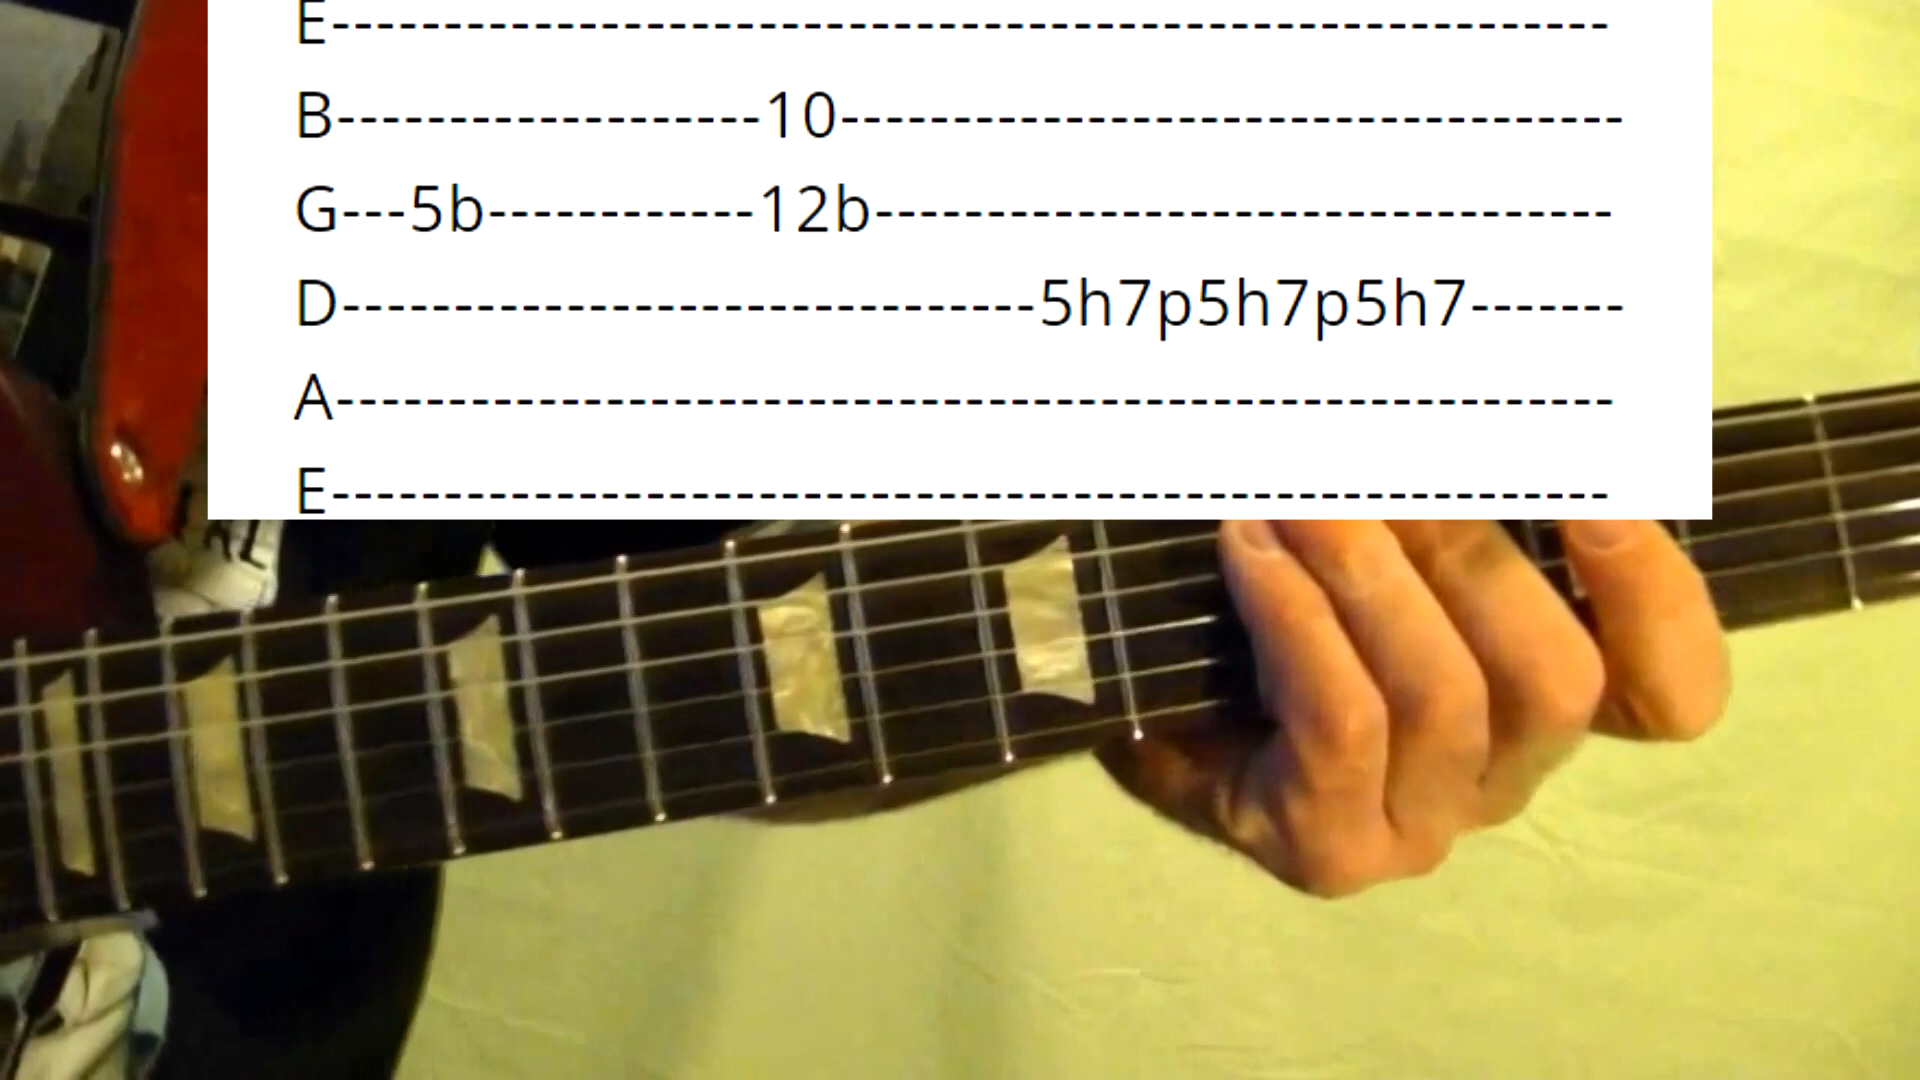 E----------------------------------------------------------
B-------------------10-----------------------------------
G---5b------------12b---------------------------------
D-------------------------------5h7p5h7p5h7-------
A----------------------------------------------------------
E----------------------------------------------------------